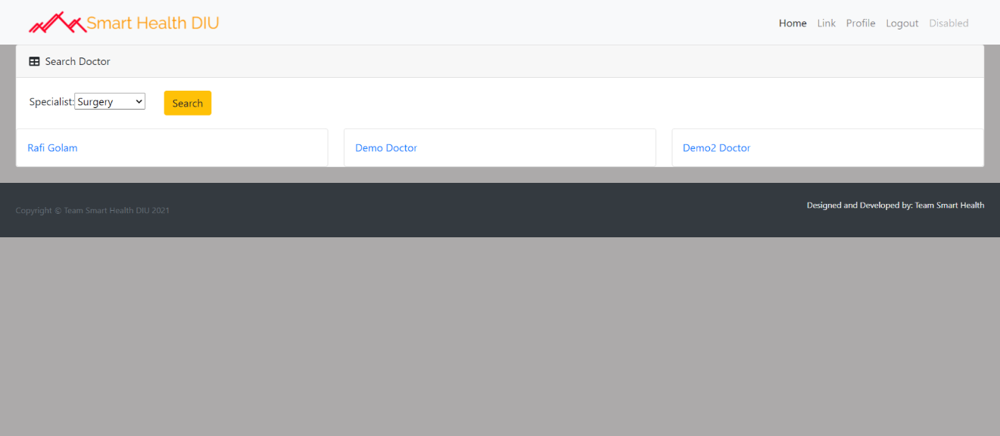 Smart Health DIU
Home Link Profile Logout Disabled
Search Doctor
Specialist: Surgery Search
Rafi Golam Demo Doctor Demo2 Doctor
Copyright © Team Smart Health DIU 2021
Designed and Developed by: Team Smart Health